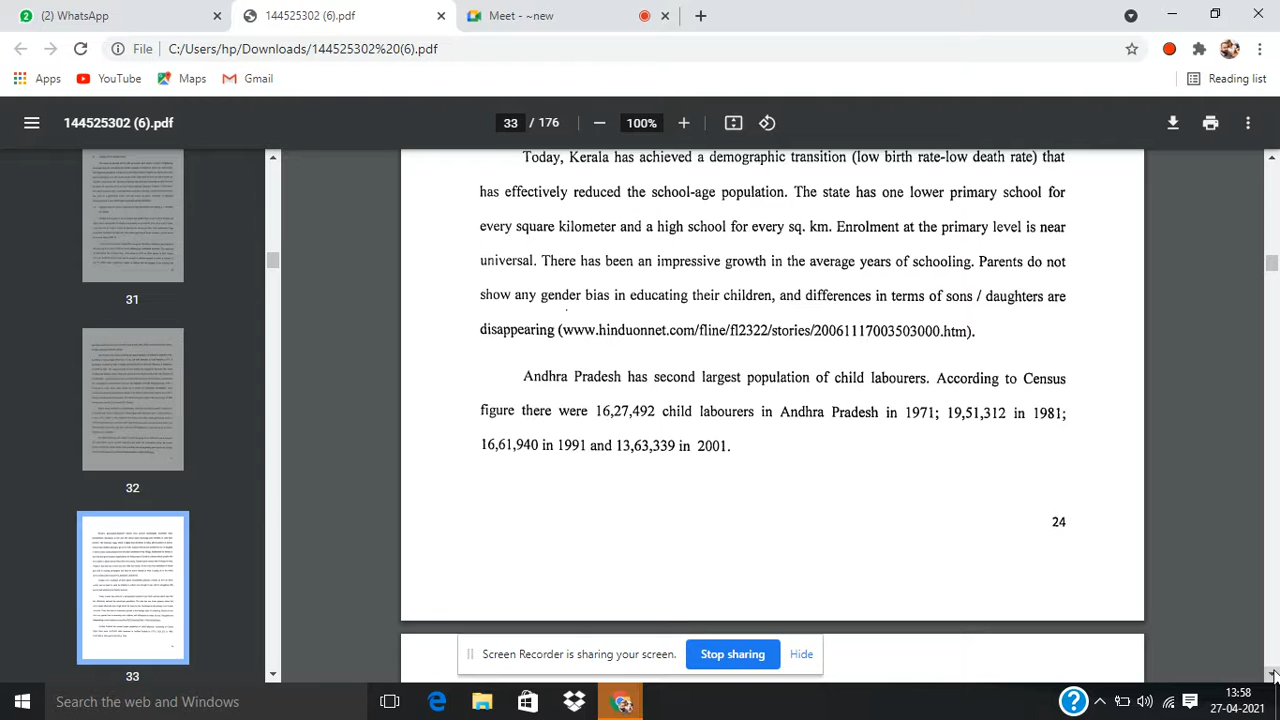 (2) WhatsApp
144525302 (6).pdf
Meet - ~new
File
C:/Users/hp/Downloads/144525302%20(6).pdf
Apps
YouTube
Maps
Gmail
Reading list
144525302 (6).pdf
33 / 176
100%
Today, Kerala has achieved a demographic transition (low birth rate-low death rate) that
has effectively reduced the school-age population. The state has one lower primary school for
every square kilometer and a high school for every sq. km. Enrolment at the primary level is near
universal. There has been an impressive growth in the average years of schooling. Parents do not
show any gender bias in educating their children, and differences in terms of sons / daughters are
disappearing (www.hinduonnet.com/fline/fl2322/stories/20061117003503000.htm).
Andhra Pradesh has second largest population of child labourers. According to Census
figure there were 16,27,492 child labourers in Andhra Pradesh in 1971; 19,51,312 in 1981;
16,61,940 in 1991 and 13,63,339 in 2001.
24
31
32
33
Screen Recorder is sharing your screen.
Stop sharing
Hide
Search the web and Windows
13:58
27-04-2021